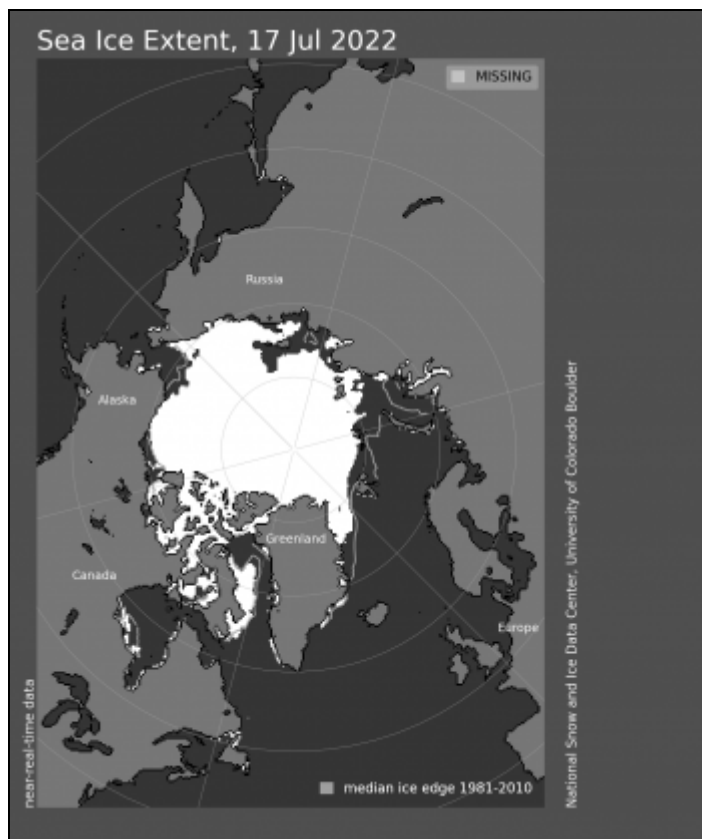 Sea Ice Extent, 17 Jul 2022
MISSING
Russia
Alaska
Greenland
Canada
Europe
near-real-time data
median ice edge 1981-2010
National Snow and Ice Data Center, University of Colorado Boulder